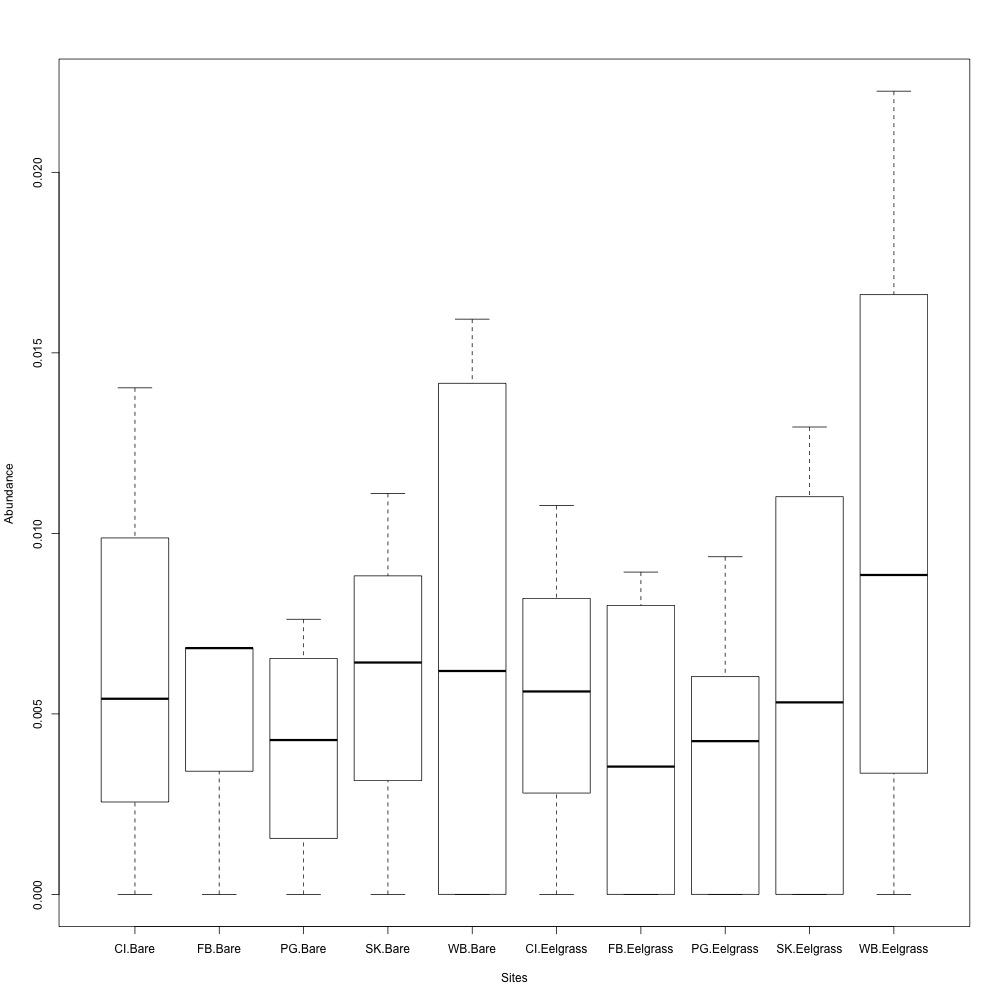 0.020
0.015
0.010
0.005
0.000
Abundance
CI.Bare FB.Bare PG.Bare SK.Bare WB.Bare CI.Eelgrass FB.Eelgrass PG.Eelgrass SK.Eelgrass WB.Eelgrass
Sites